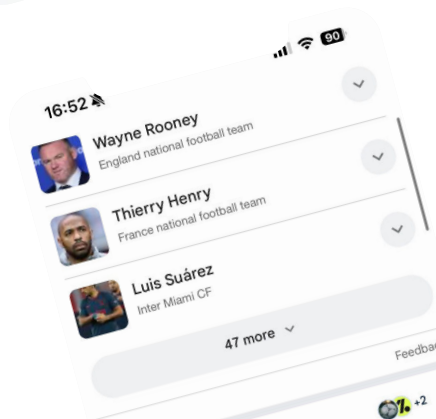 16:52
90
Wayne Rooney
England national football team
Thierry Henry
France national football team
Luis Suárez
Inter Miami CF
47 more
+2